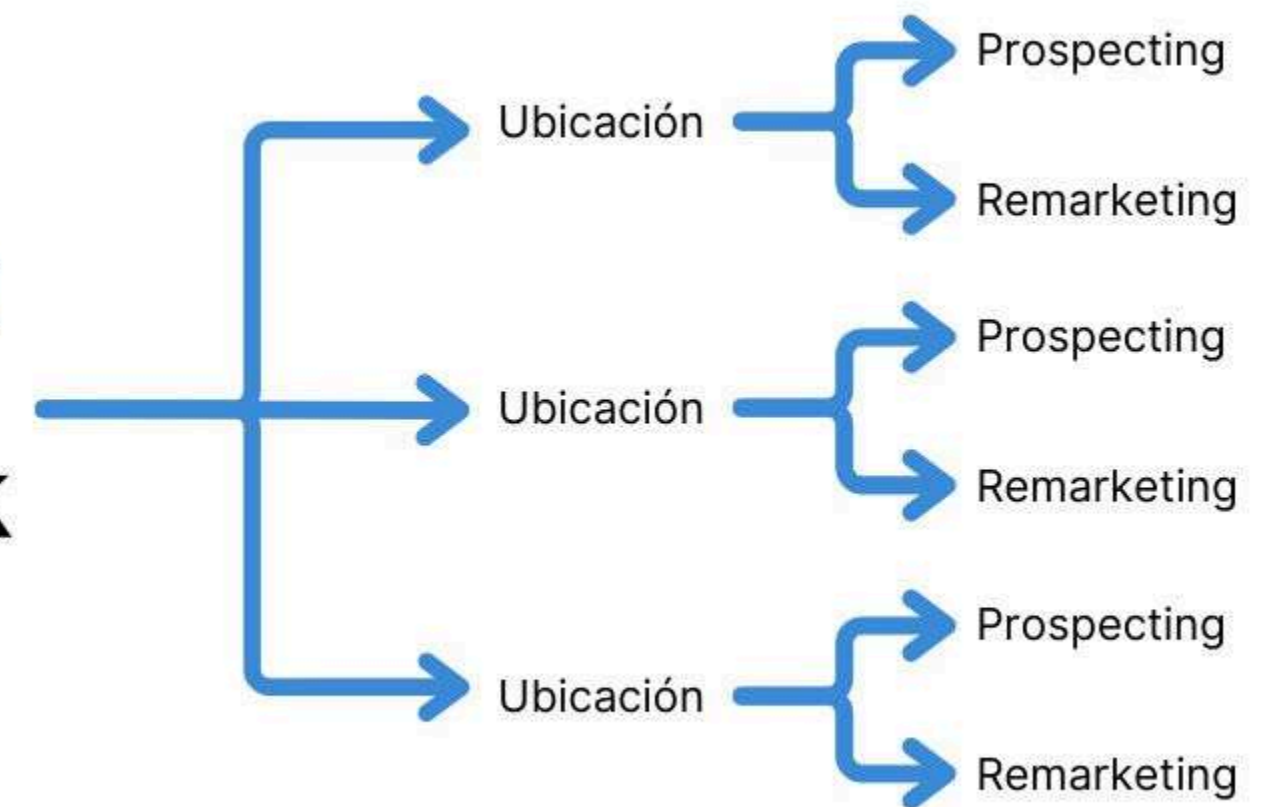 Prospecting
Ubicación
Remarketing
Prospecting
Ubicación
Remarketing
Prospecting
Ubicación
Remarketing